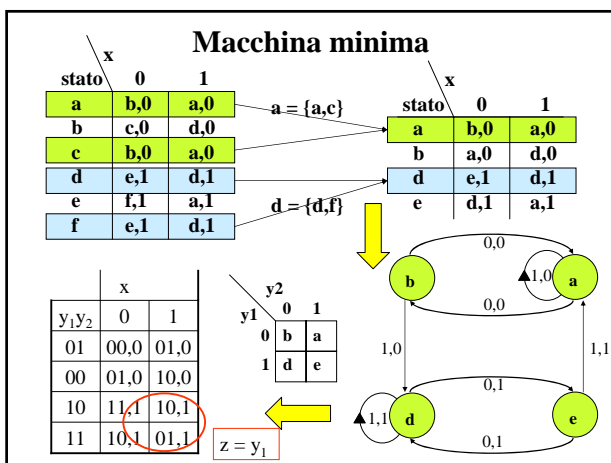 Macchina minima
x
stato 0 1
a b,0 a,0
b c,0 d,0
c b,0 a,0
d e,1 d,1
e f,1 a,1
f e,1 d,1
a = {a,c}
d = {d,f}
x
stato 0 1
a b,0 a,0
b a,0 d,0
d e,1 d,1
e d,1 a,1
x
y1y2 0 1
01 00,0 01,0
00 01,0 10,0
10 11,1 10,1
11 10,1 01,1
z = y1
y2
y1 0 1
0 b a
1 d e
0,0
b
1,0
a
0,0
1,0
1,1
0,1
1,1
d
e
0,1